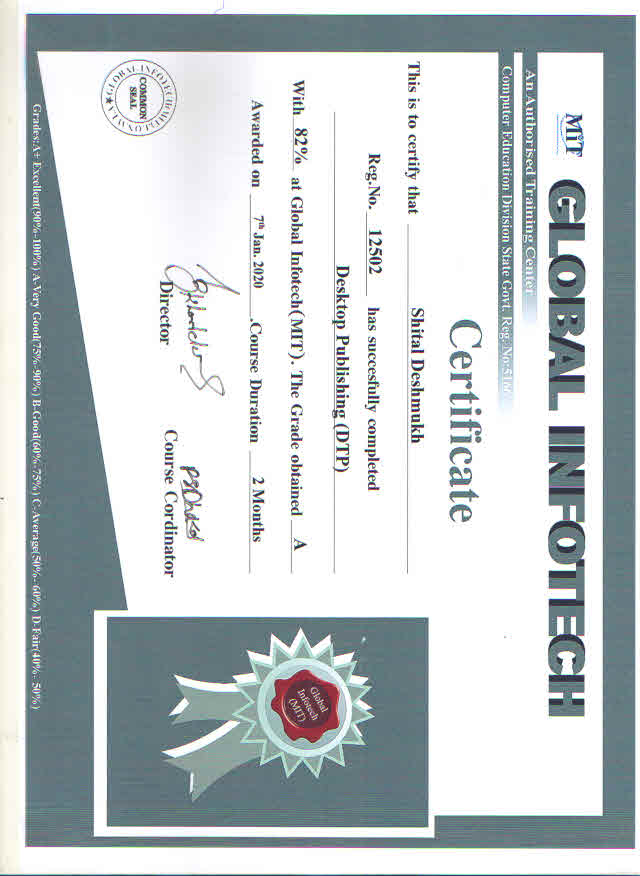 MiT GLOBAL INFOTECH
An Authorised Training Center
Computer Education Division State Govt. Reg. No:5166
Certificate
This is to certify that Shital Deshmukh
Reg.No. 12502 has succesfully completed
Desktop Publishing (DTP)
With 82% at Global Infotech(MIT). The Grade obtained A
Awarded on 7th Jan. 2020 .Course Duration 2 Months
Global
Infotech
(MIT)
Director
Course Cordinator
COMMON
SEAL
Grades:A+ Excellent(90%-100%) A-Very Good(75%-90%) B-Good(60%-75%) C-Average(50%- 60%) D-Fair(40%- 50%)